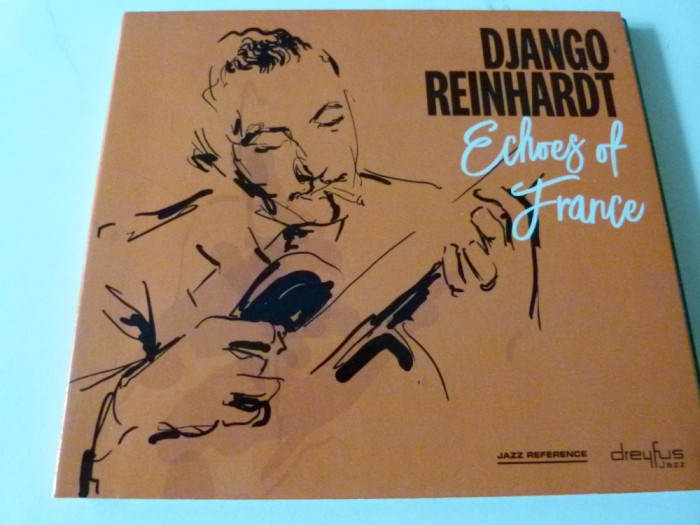 DJANGO
REINHARDT
Echoes of
France
JAZZ REFERENCE
dreyfus
Jazz